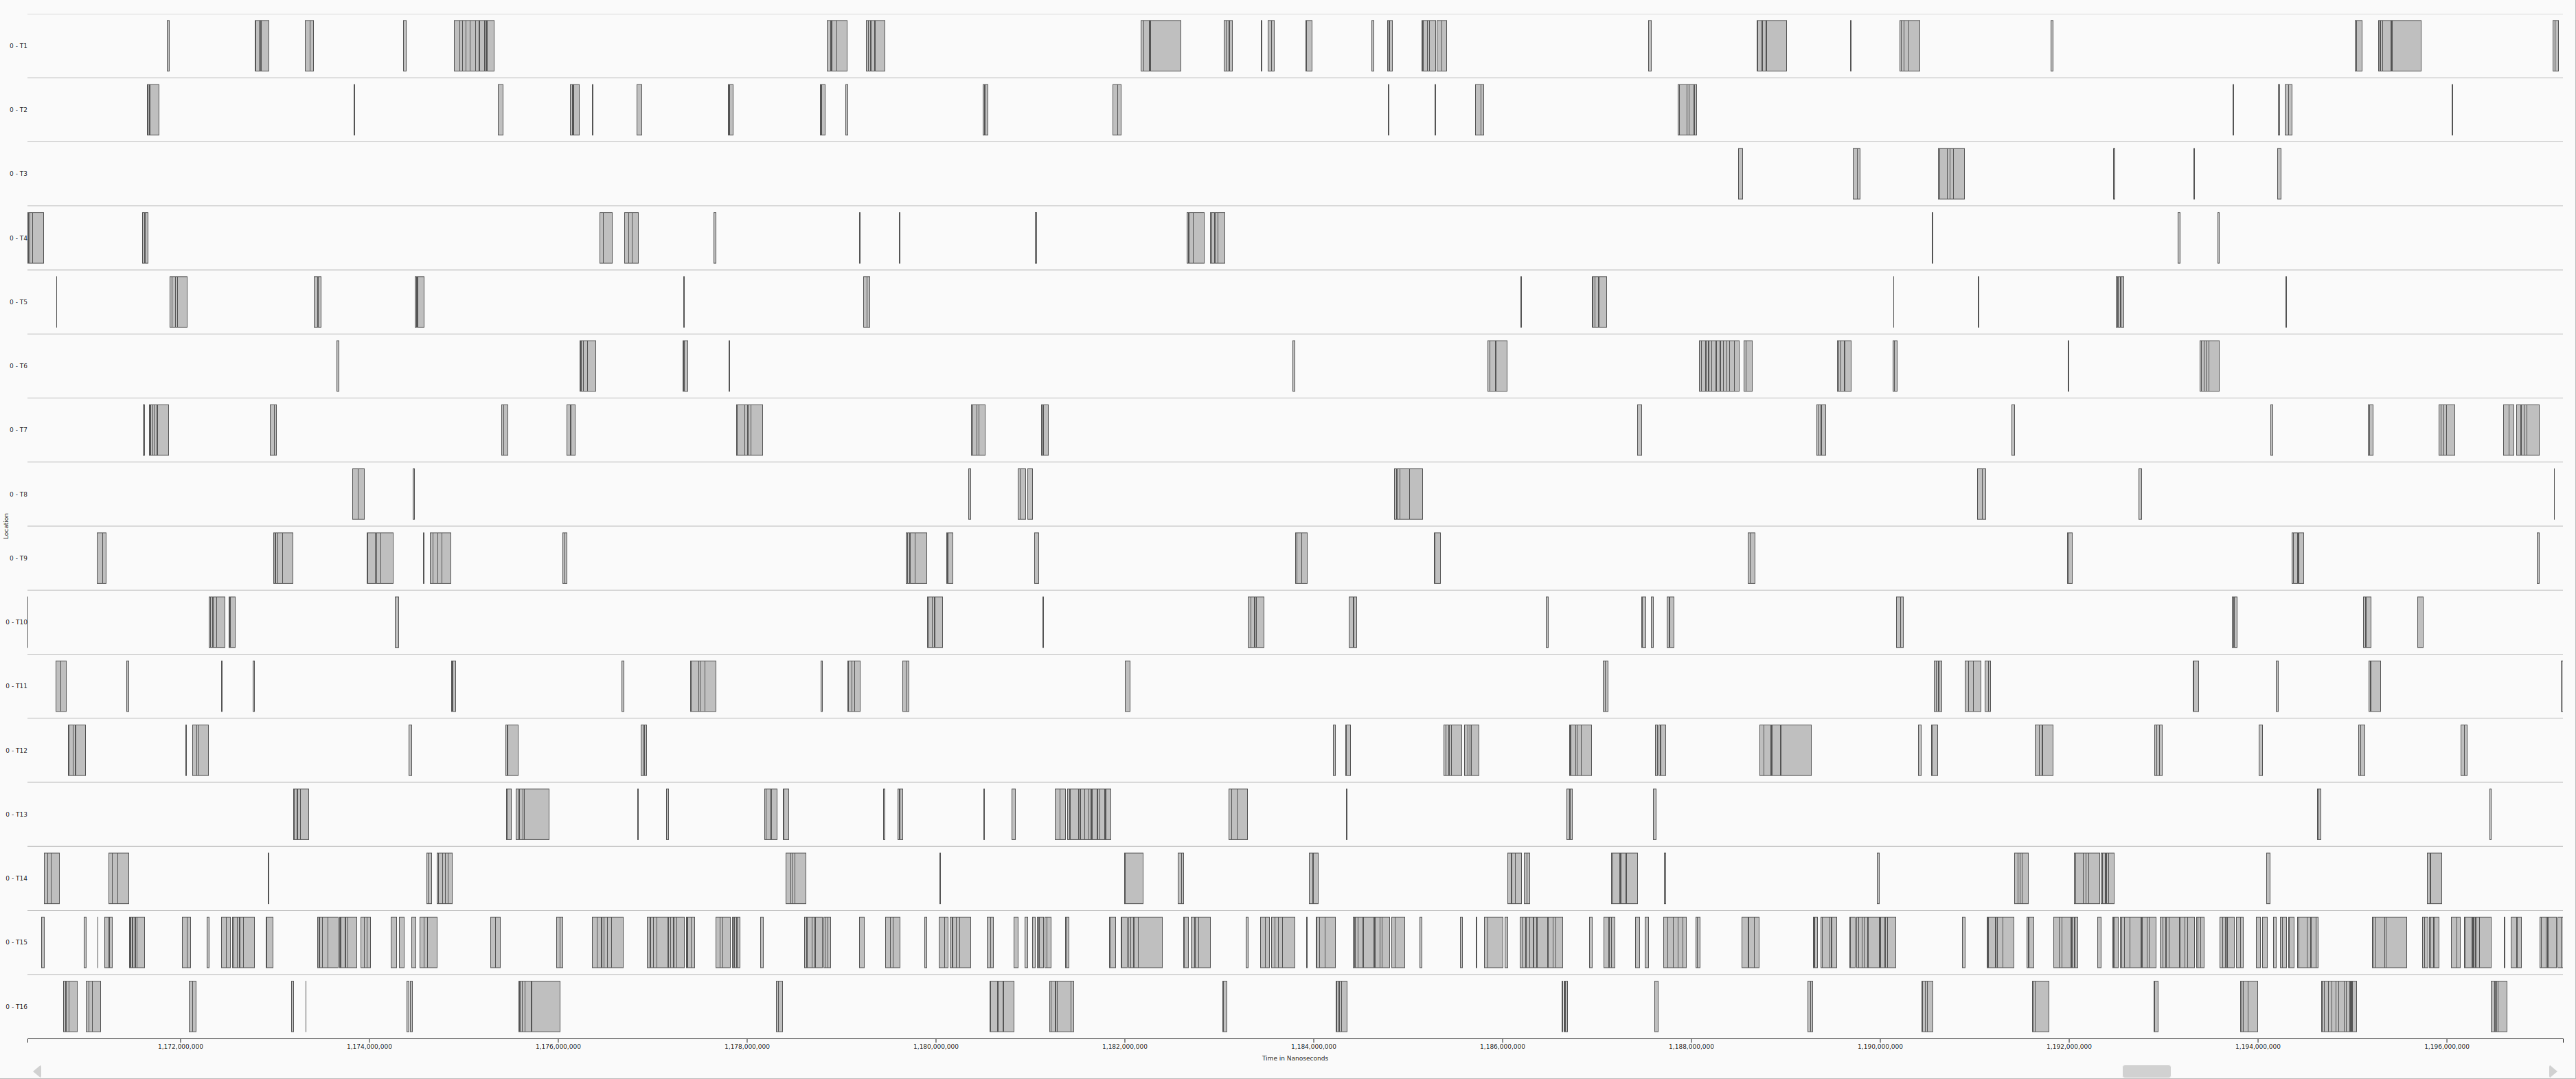 0 - T1
0 - T2
0 - T3
0 - T4
0 - T5
0 - T6
0 - T7
0 - T8
Location
0 - T9
0 - T10
0 - T11
0 - T12
0 - T13
0 - T14
0 - T15
0 - T16
1,172,000,000 1,174,000,000 1,176,000,000 1,178,000,000 1,180,000,000 1,182,000,000 1,184,000,000 1,186,000,000 1,188,000,000 1,190,000,000 1,192,000,000 1,194,000,000 1,196,000,000
Time in Nanoseconds